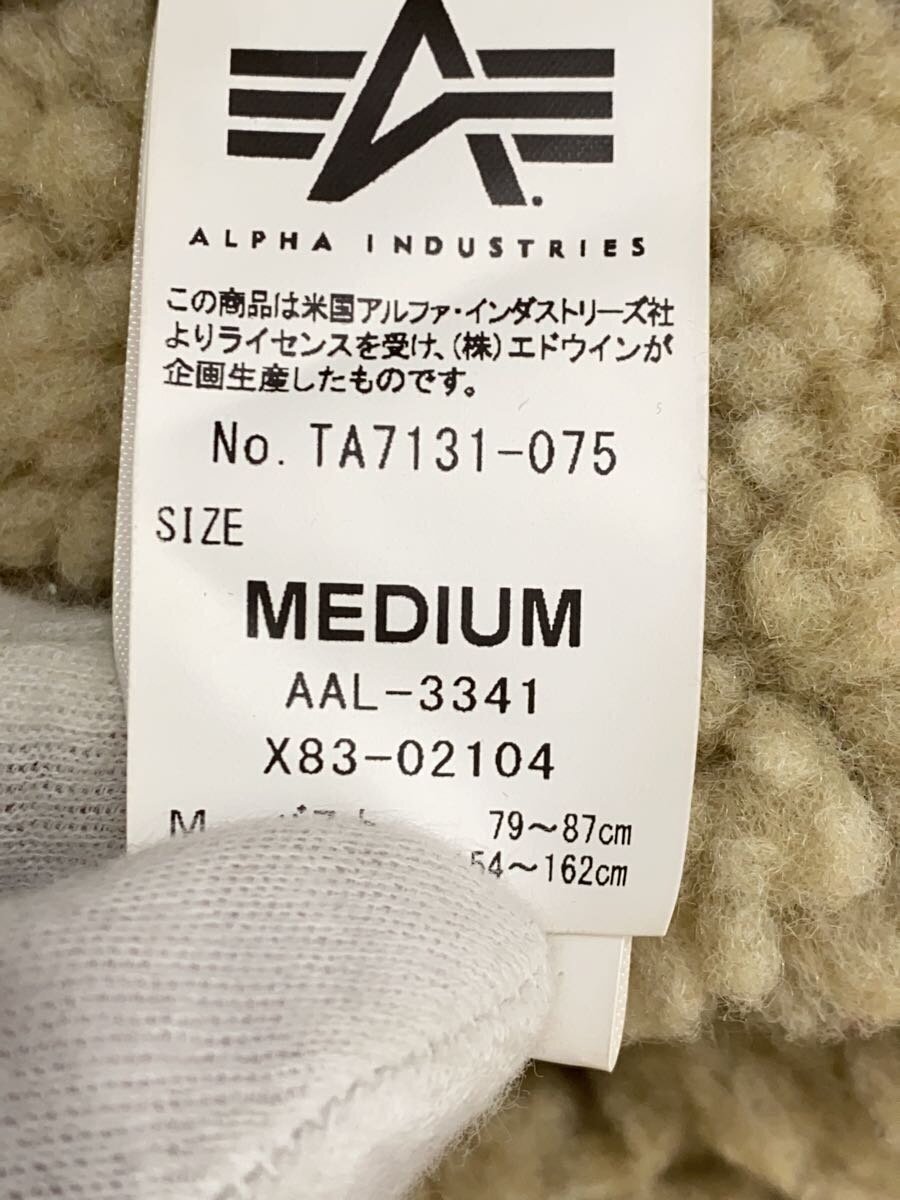 ALPHA INDUSTRIES
この商品は米国アルファ・インダストリーズ社
よりライセンスを受け、(株)エドウインが
企画生産したものです。
No. TA7131-075
SIZE
MEDIUM
AAL-3341
X83-02104
M 79～87cm
54～162cm